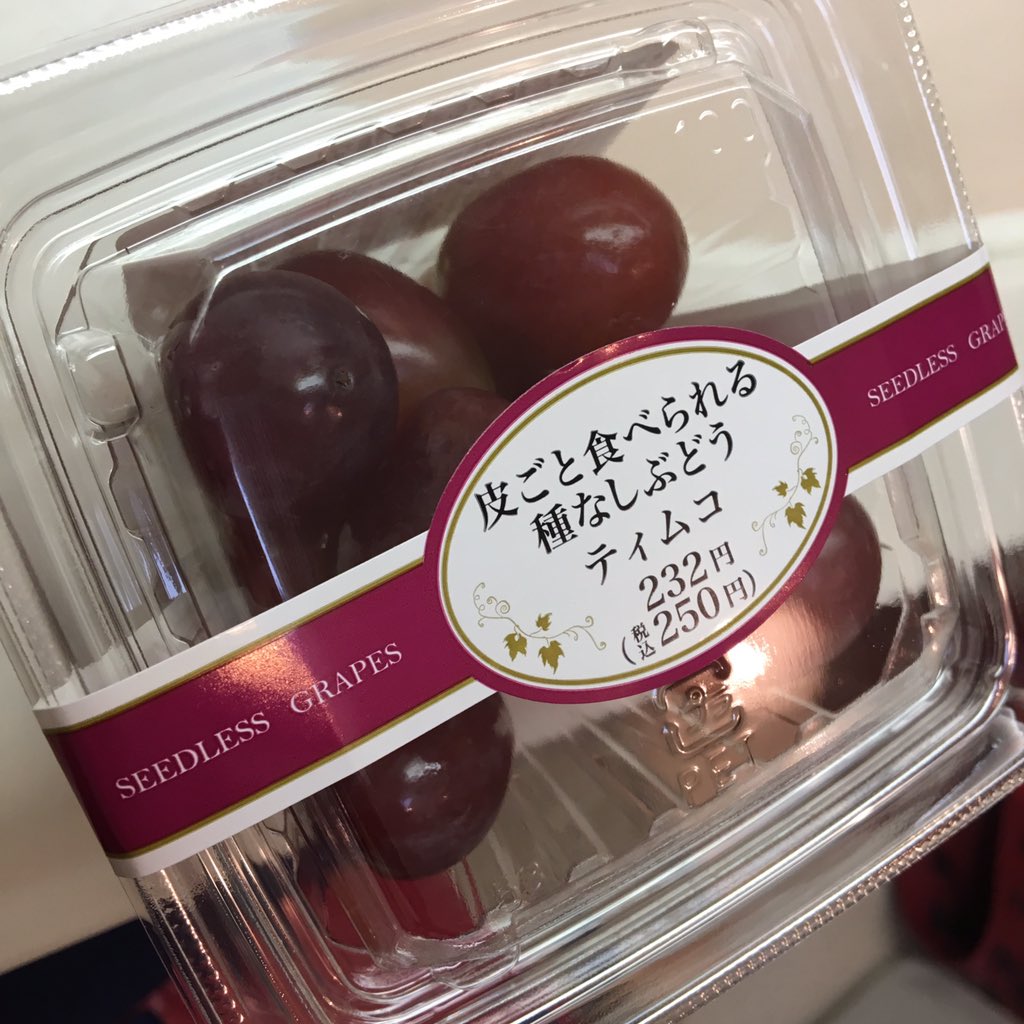 皮ごと食べられる
種なしぶどう
ティムコ
232円
(税込250円)
SEEDLESS GRAPES
SEEDLESS GRAP